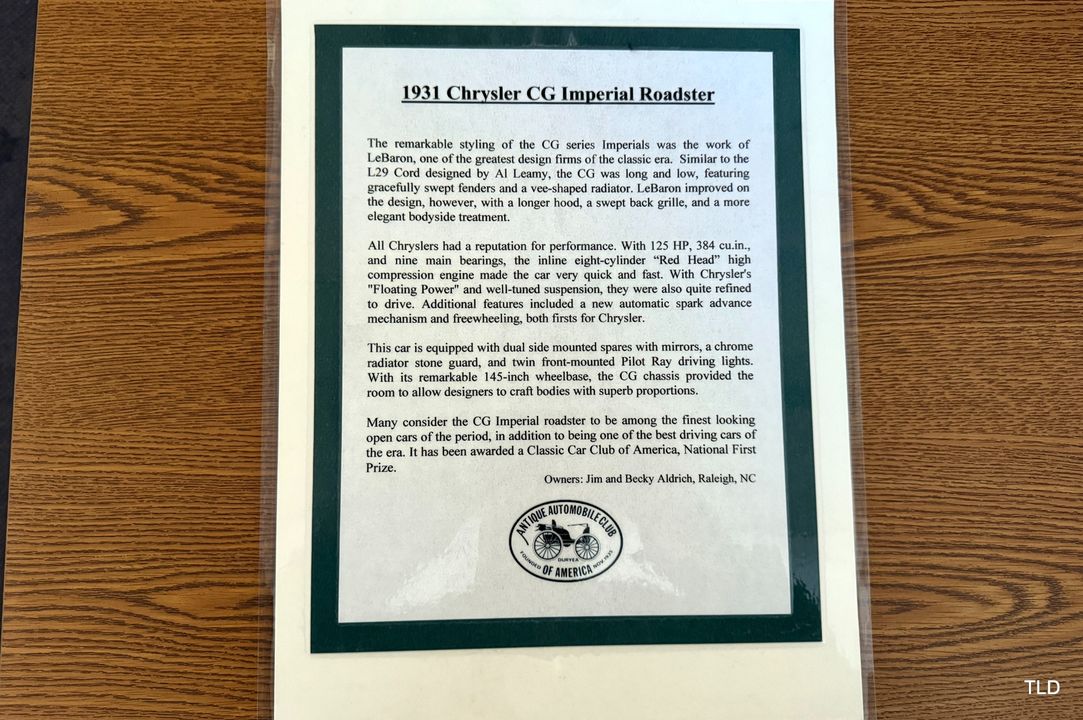 1931 Chrysler CG Imperial Roadster
The remarkable styling of the CG series Imperials was the work of
LeBaron, one of the greatest design firms of the classic era.  Similar to the
L29 Cord designed by Al Leamy, the CG was long and low, featuring
gracefully swept fenders and a vee-shaped radiator. LeBaron improved on
the design, however, with a longer hood, a swept back grille, and a more
elegant bodyside treatment.
All Chryslers had a reputation for performance. With 125 HP, 384 cu.in.,
and nine main bearings, the inline eight-cylinder “Red Head” high
compression engine made the car very quick and fast. With Chrysler's
"Floating Power" and well-tuned suspension, they were also quite refined
to drive. Additional features included a new automatic spark advance
mechanism and freewheeling, both firsts for Chrysler.
This car is equipped with dual side mounted spares with mirrors, a chrome
radiator stone guard, and twin front-mounted Pilot Ray driving lights.
With its remarkable 145-inch wheelbase, the CG chassis provided the
room to allow designers to craft bodies with superb proportions.
Many consider the CG Imperial roadster to be among the finest looking
open cars of the period, in addition to being one of the best driving cars of
the era. It has been awarded a Classic Car Club of America, National First
Prize.
Owners: Jim and Becky Aldrich, Raleigh, NC
ANTIQUE AUTOMOBILE CLUB
DURYEA
FOUNDED NOV. 1935
OF AMERICA
TLD